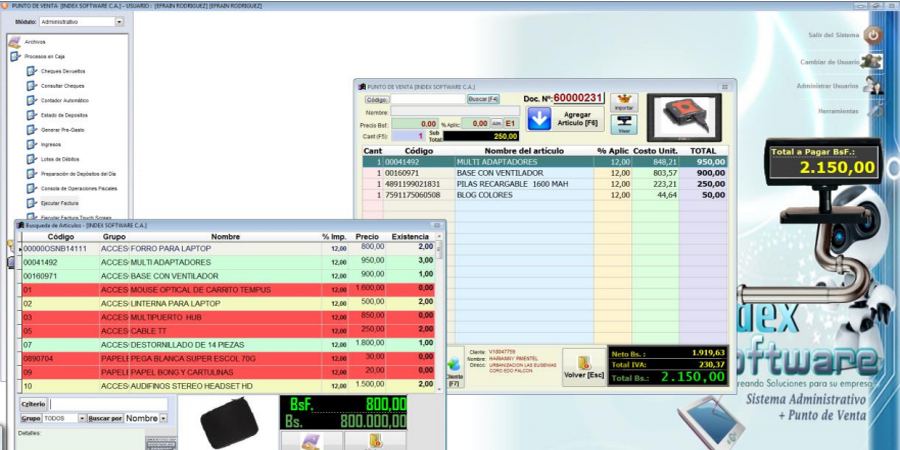 PUNTO DE VENTA [INDEX SOFTWARE C.A.] - USUARIO : [EFRAIN RODRIGUEZ] [EFRAIN RODRIGUEZ]
Módulo: Administrativo
Archivos
Procesos en Caja
Cheques Devueltos
Consultar Cheques
Contador Automático
Estado de Depositos
Generar Pre-Gasto
Ingresos
Lotes de Débitos
Preparación de Depósitos del Día
Consola de Operaciones Fiscales
Ejecutar Factura
Ejecutar Factura Touch Screen
Salir del Sistema
Cambiar de Usuario
Administrar Usuarios
Herramientas
PUNTO DE VENTA [INDEX SOFTWARE C.A.]
Código: Buscar [F4] Doc. Nº: 60000231
Nombre:
Precio Bsf: 0.00 % Aplic: 0,00 E1
Cant (F5): 1 Sub Total: 250,00
Agregar Articulo [F6]
Importar
Visor
Cant Código Nombre del artículo % Aplic Costo Unit. TOTAL
1 00041492 MULTI ADAPTADORES 12,00 848,21 950,00
1 00160971 BASE CON VENTILADOR 12,00 803,57 900,00
1 4891199021831 PILAS RECARGABLE 1600 MAH 12,00 223,21 250,00
1 7591175060508 BLOG COLORES 12,00 44,64 50,00
Cliente: V18047759
Nombre: MARIANNY PIMENTEL
Direcc: URBANIZACION LAS EUGENIAS
CORO EDO FALCON
[F7]
Volver [Esc]
Neto Bs. : 1.919,63
Total IVA: 230,37
Total Bs.: 2.150,00
Total a Pagar BsF.:
2.150,00
Busqueda de Articulos - [INDEX SOFTWARE C.A.]
Código Grupo Nombre % Imp. Precio Existencia
00000OSNB14111 ACCES FORRO PARA LAPTOP 12,00 800,00 2,00
00041492 ACCES MULTI ADAPTADORES 12,00 950,00 3,00
00160971 ACCES BASE CON VENTILADOR 12,00 900,00 1,00
01 ACCES MOUSE OPTICAL DE CARRITO TEMPUS 12,00 1.600,00 0,00
02 ACCES LINTERNA PARA LAPTOP 12,00 500,00 2,00
03 ACCES MULTIPUERTO HUB 12,00 850,00 0,00
05 ACCES CABLE TT 12,00 250,00 2,00
07 ACCES DESTORNILLADO DE 14 PIEZAS 12,00 1.800,00 1,00
0890704 PAPELI PEGA BLANCA SUPER ESCOL 70G 12,00 30,00 0,00
09 PAPELI PAPEL BONG Y CARTULINAS 12,00 20,00 0,00
10 ACCES AUDIFINOS STEREO HEADSET HD 12,00 1.500,00 2,00
Criterio
Grupo TODOS Buscar por Nombre
Detalles:
BsF. 800,00
Bs. 800.000,00
dex
oftware
reando Soluciones para su empresa
Sistema Administrativo
+ Punto de Venta